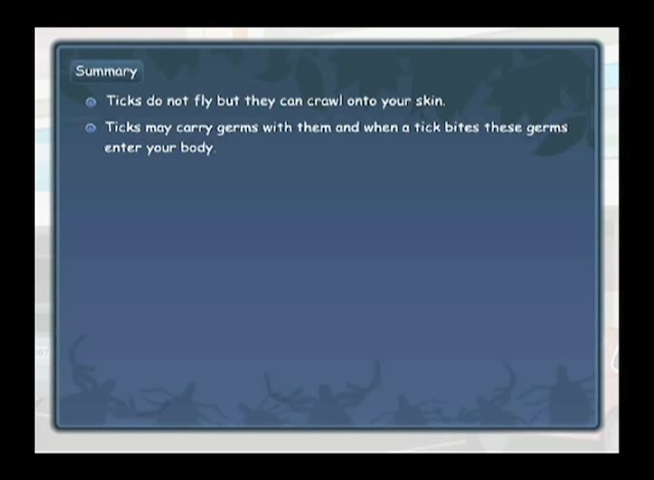 Summary
Ticks do not fly but they can crawl onto your skin.
Ticks may carry germs with them and when a tick bites these germs
enter your body.